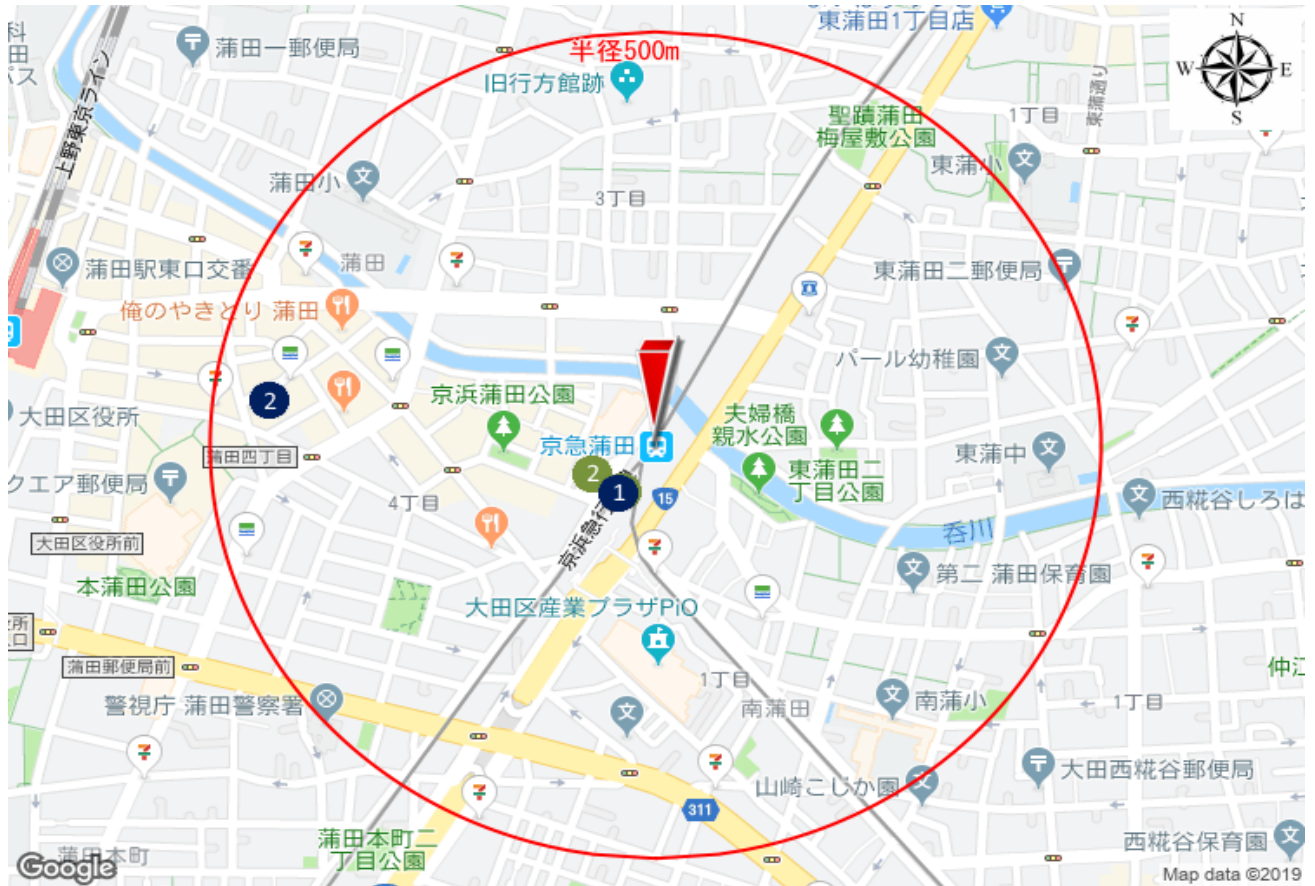 蒲田一郵便局
上野東京ライン
半径500m
旧行方館跡
東蒲田1丁目店
N
W
E
S
聖蹟蒲田
梅屋敷公園
1丁目
東蒲通り
東蒲小
蒲田小
3丁目
蒲田
蒲田駅東口交番
俺のやきとり 蒲田
東蒲田二郵便局
パール幼稚園
大田区役所
2
京浜蒲田公園
京急蒲田
夫婦橋
親水公園
東蒲田二
丁目公園
東蒲中
蒲田四丁目
クエア郵便局
2
1
15
4丁目
京浜急行
西糀谷しろは
呑川
大田区役所前
本蒲田公園
第二 蒲田保育園
大田区産業プラザPiO
蒲田郵便局前
警視庁 蒲田警察署
1丁目
南蒲田
南蒲小
仲江
1丁目
大田西糀谷郵便局
山崎こじか園
311
蒲田本町二
丁目公園
蒲田本町
西糀谷保育園
Google
Map data ©2019